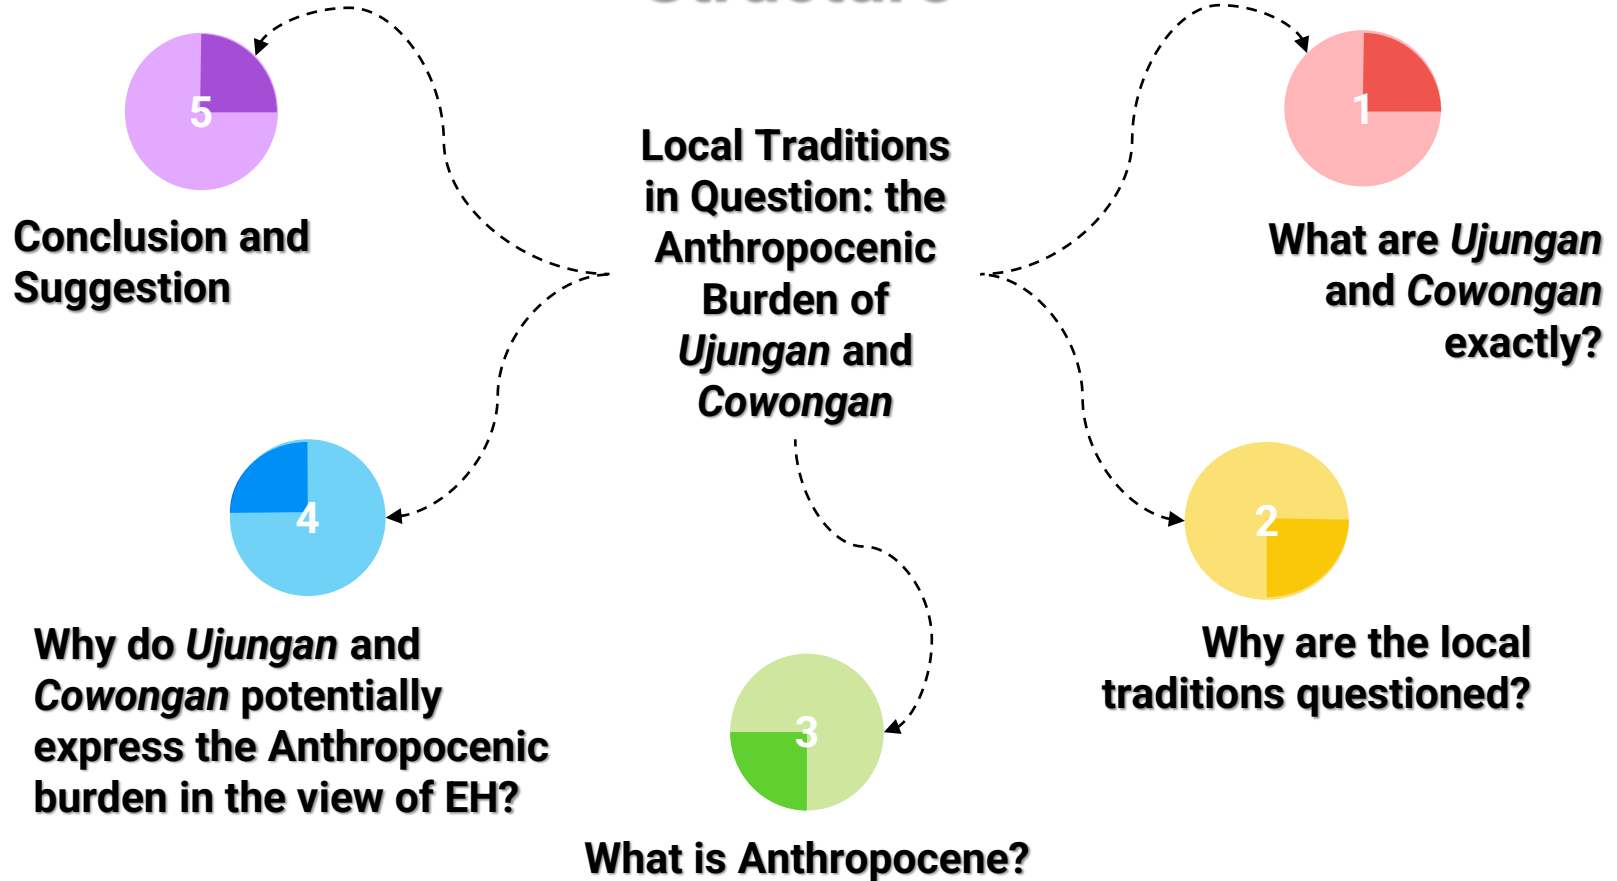 Local Traditions
in Question: the
Anthropocenic
Burden of
Ujungan and
Cowongan
1
What are Ujungan
and Cowongan
exactly?
2
Why are the local
traditions questioned?
3
What is Anthropocene?
4
Why do Ujungan and
Cowongan potentially
express the Anthropocenic
burden in the view of EH?
5
Conclusion and
Suggestion